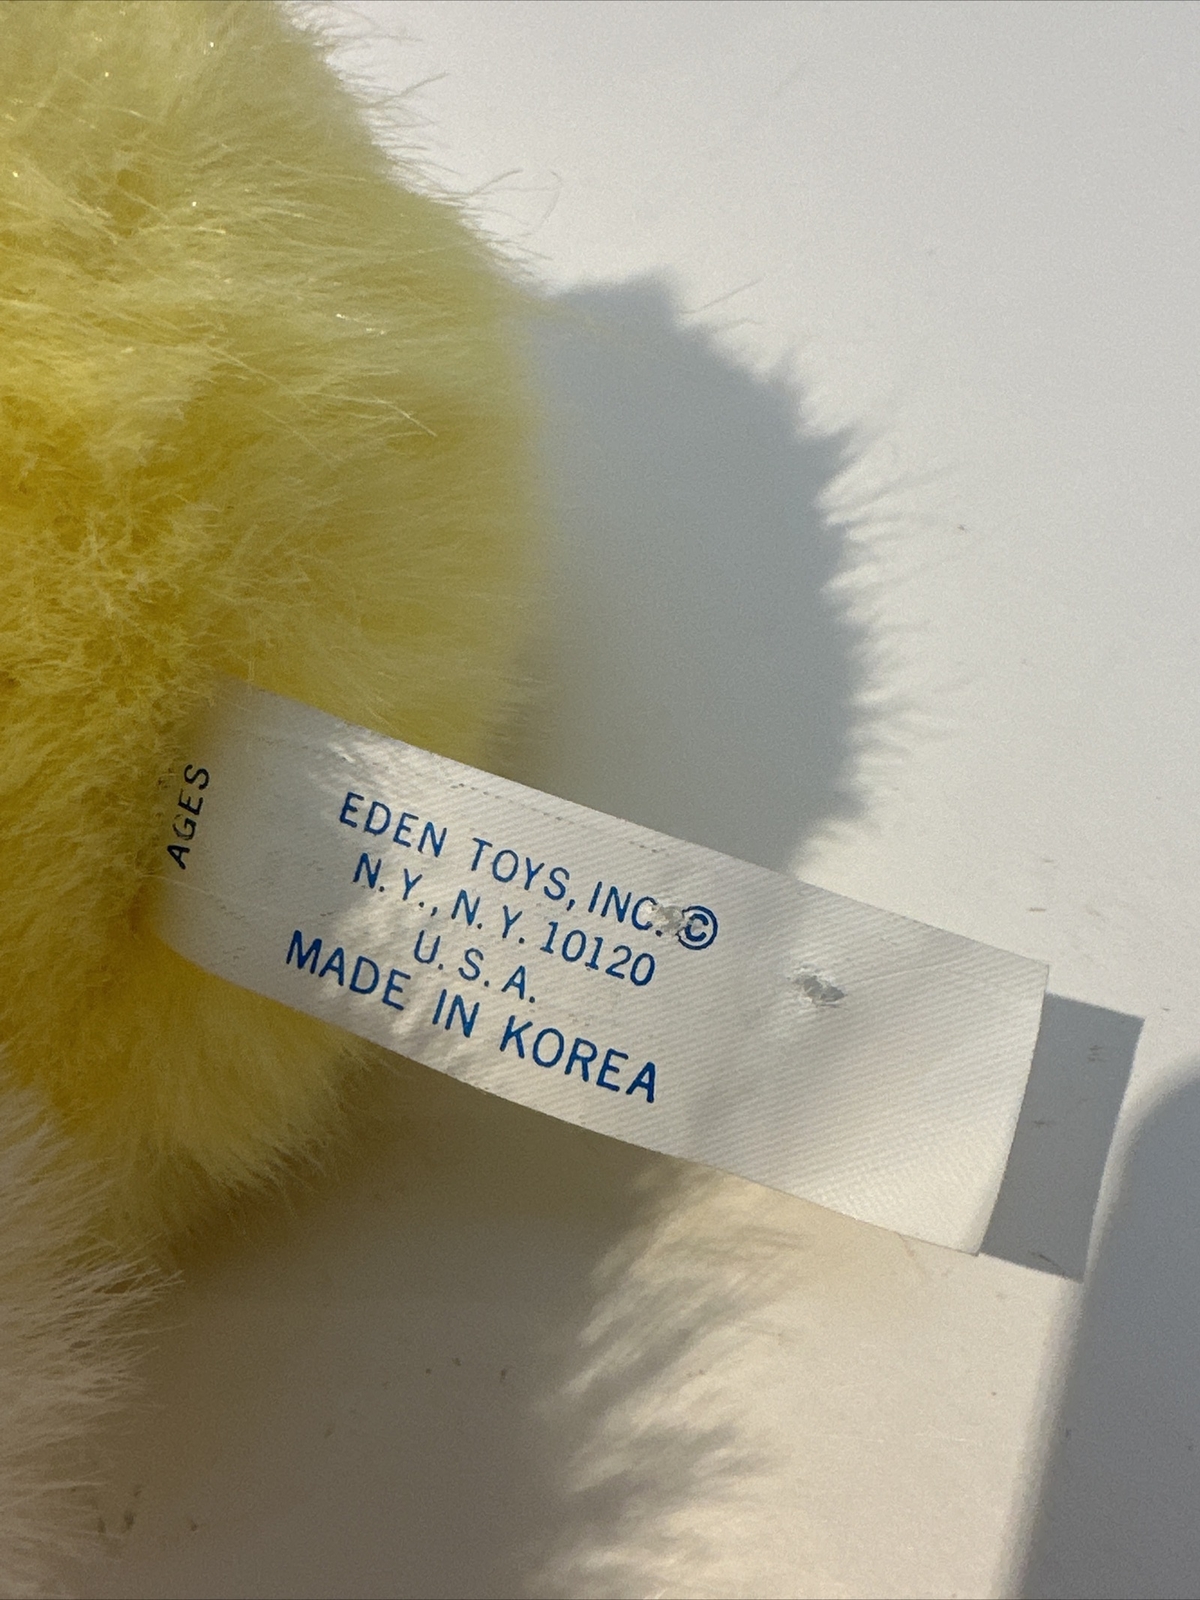 AGES
EDEN TOYS, INC. ©
N. Y., N. Y. 10120
U. S. A.
MADE IN KOREA